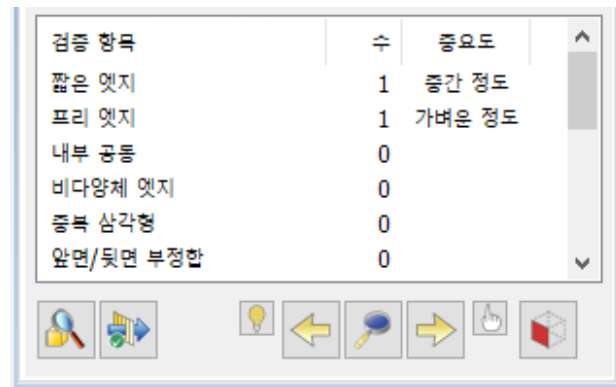 검증 항목 수 중요도
짧은 엣지 1 중간 정도
프리 엣지 1 가벼운 정도
내부 공동 0
비다양체 엣지 0
중복 삼각형 0
앞면/뒷면 부정합 0